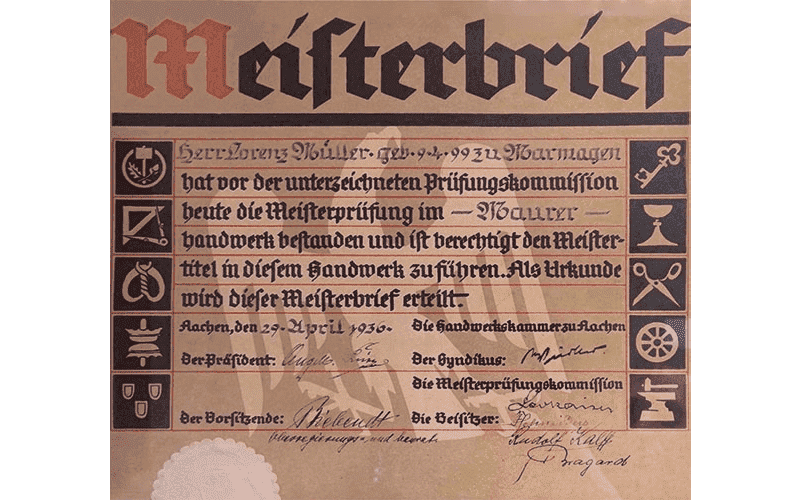 Meisterbrief
Herr Lorenz Müller · geb · 9 · 4 · 99 zu Marmagen
hat vor der unterzeichneten Prüfungskommission
heute die Meisterprüfung im — Maurer —
handwerk bestanden und ist berechtigt den Meister-
titel in diesem Handwerk zu führen. Als Urkunde
wird dieser Meisterbrief erteilt.
Aachen, den 29 · April 1936 · Die Handwerkskammer zu Aachen
Der Präsident: Der Syndikus:
Die Meisterprüfungskommission
Der Vorsitzende: Die Beisitzer:
Rudolf Kalff
Bragard